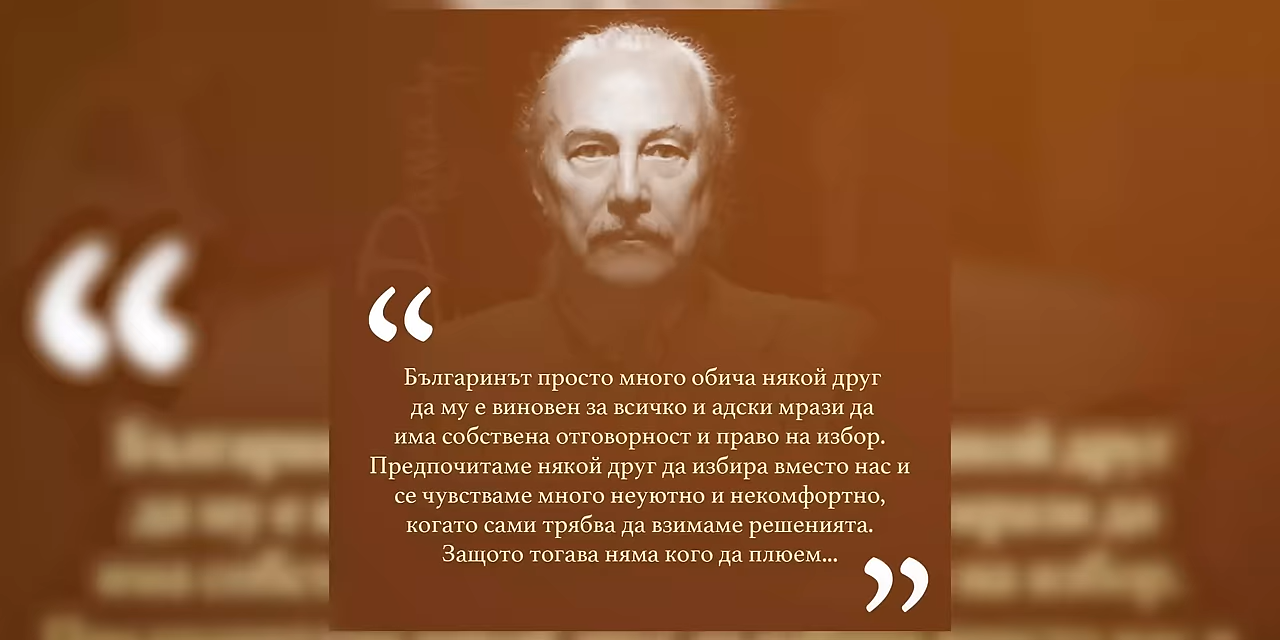 Българинът просто много обича някой друг
да му е виновен за всичко и адски мрази да
има собствена отговорност и право на избор.
Предпочитаме някой друг да избира вместо нас и
се чувстваме много неуютно и некомфортно,
когато сами трябва да взимаме решенията.
Защото тогава няма кого да плюем...